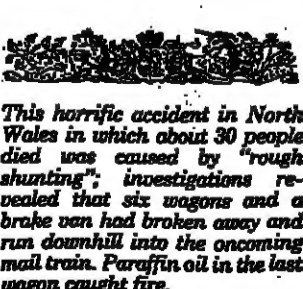 This horrific accident in North
Wales in which about 30 people
died was caused by "rough
shunting"; investigations re-
vealed that six wagons and a
brake van had broken away and
run downhill into the oncoming
mail train. Paraffin oil in the last
wagon caught fire.